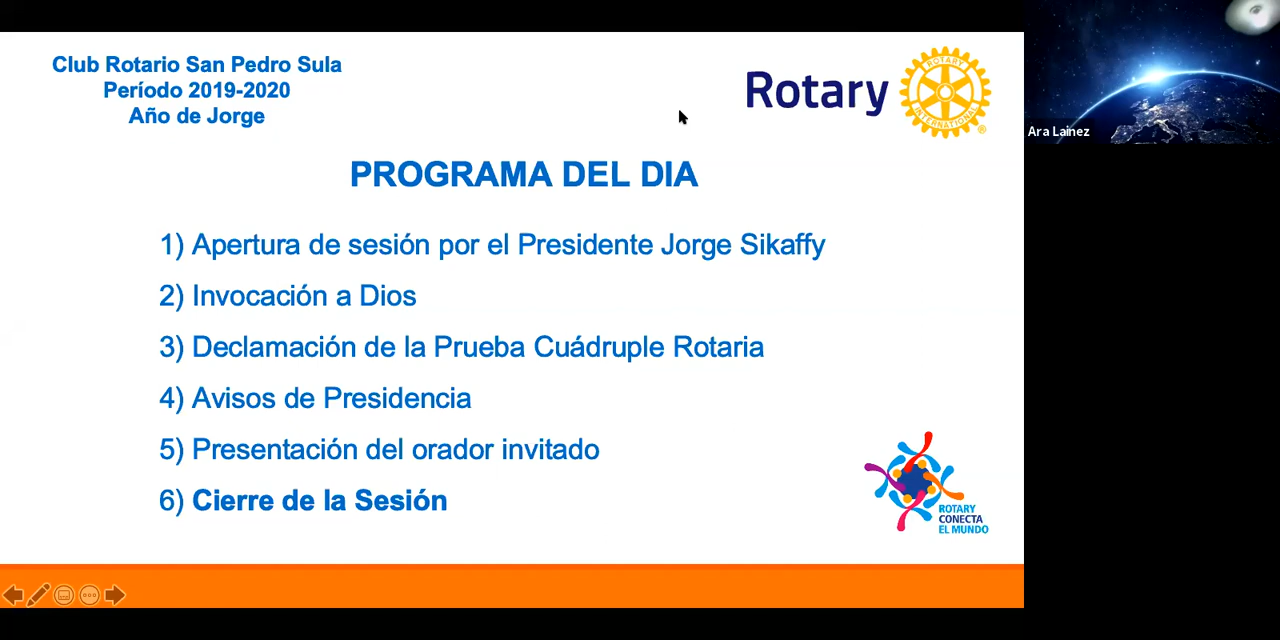 Club Rotario San Pedro Sula
Período 2019-2020
Año de Jorge
Rotary
ROTARY
INTERNATIONAL
Ara Lainez
PROGRAMA DEL DIA
1) Apertura de sesión por el Presidente Jorge Sikaffy
2) Invocación a Dios
3) Declamación de la Prueba Cuádruple Rotaria
4) Avisos de Presidencia
5) Presentación del orador invitado
6) Cierre de la Sesión
ROTARY
CONECTA
EL MUNDO